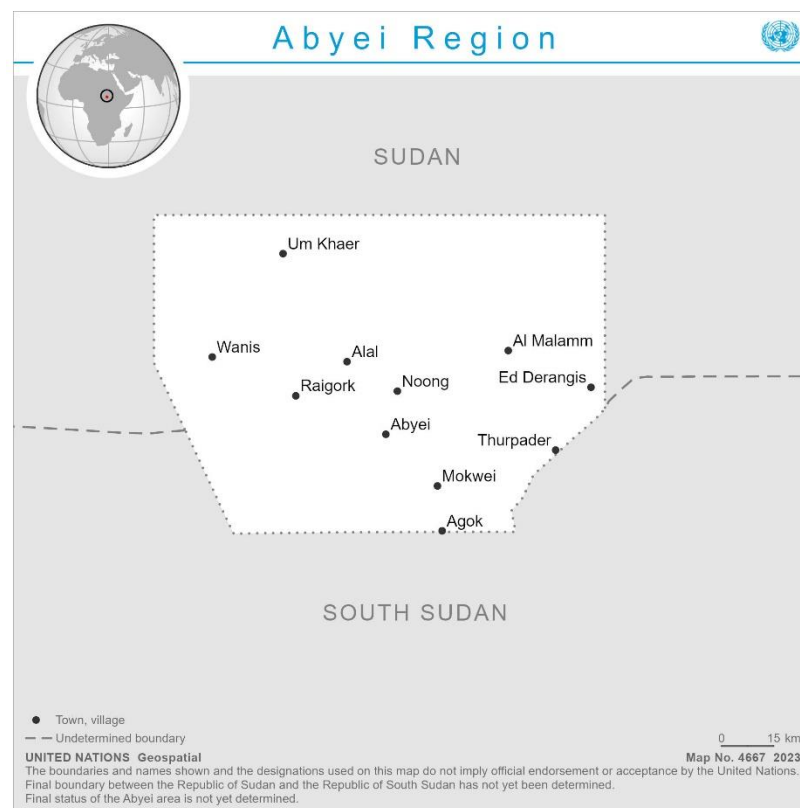 Abyei Region
SUDAN
Um Khaer
Wanis
Alal
Al Malamm
Raigork
Noong
Ed Derangis
Abyei
Thurpader
Mokwei
Agok
SOUTH SUDAN
Town, village
Undetermined boundary
0 15 km
UNITED NATIONS Geospatial
Map No. 4667 2023
The boundaries and names shown and the designations used on this map do not imply official endorsement or acceptance by the United Nations.
Final boundary between the Republic of Sudan and the Republic of South Sudan has not yet been determined.
Final status of the Abyei area is not yet determined.